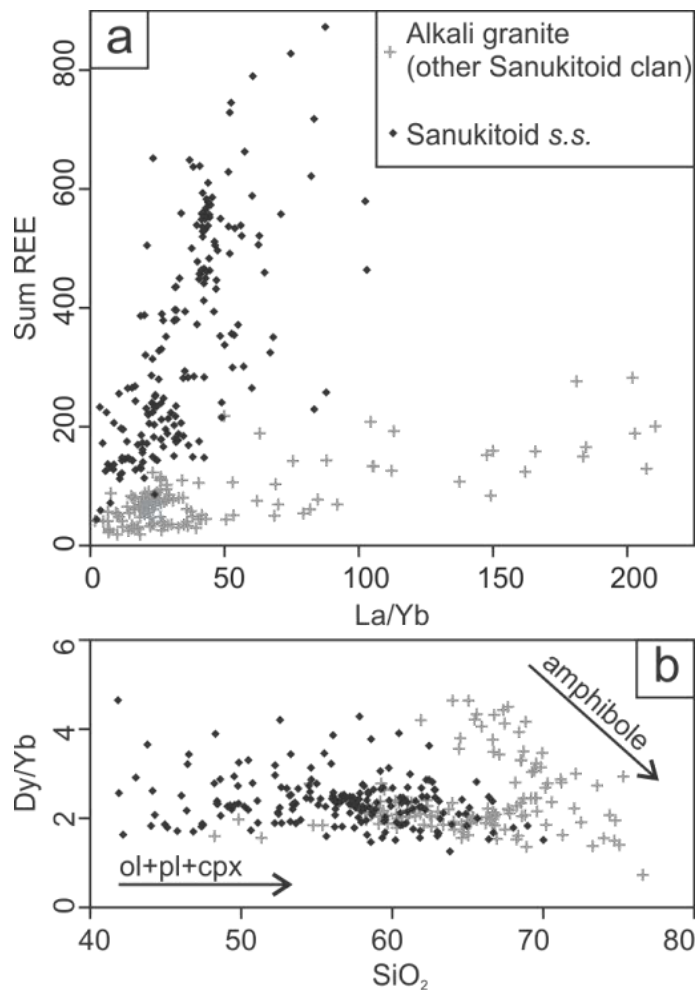 a
Alkali granite
(other Sanukitoid clan)
Sanukitoid s.s.
800
600
400
200
0
Sum REE
0 50 100 150 200
La/Yb
b
amphibole
6
4
2
0
Dy/Yb
ol+pl+cpx
40 50 60 70 80
SiO₂